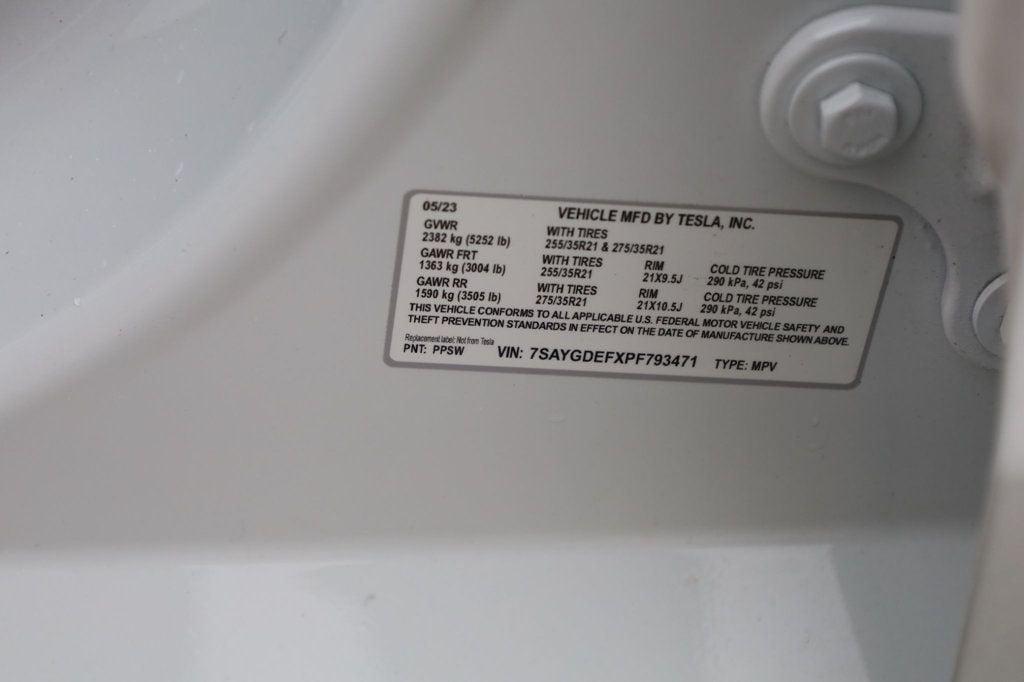 05/23 VEHICLE MFD BY TESLA, INC.
GVWR WITH TIRES
2382 kg (5252 lb) 255/35R21 & 275/35R21
GAWR FRT WITH TIRES RIM COLD TIRE PRESSURE
1363 kg (3004 lb) 255/35R21 21X9.5J 290 kPa, 42 psi
GAWR RR WITH TIRES RIM COLD TIRE PRESSURE
1590 kg (3505 lb) 275/35R21 21X10.5J 290 kPa, 42 psi
THIS VEHICLE CONFORMS TO ALL APPLICABLE U.S. FEDERAL MOTOR VEHICLE SAFETY AND
THEFT PREVENTION STANDARDS IN EFFECT ON THE DATE OF MANUFACTURE SHOWN ABOVE.
Replacement label: Not from Tesla
PNT: PPSW VIN: 7SAYGDEFXPF793471 TYPE: MPV